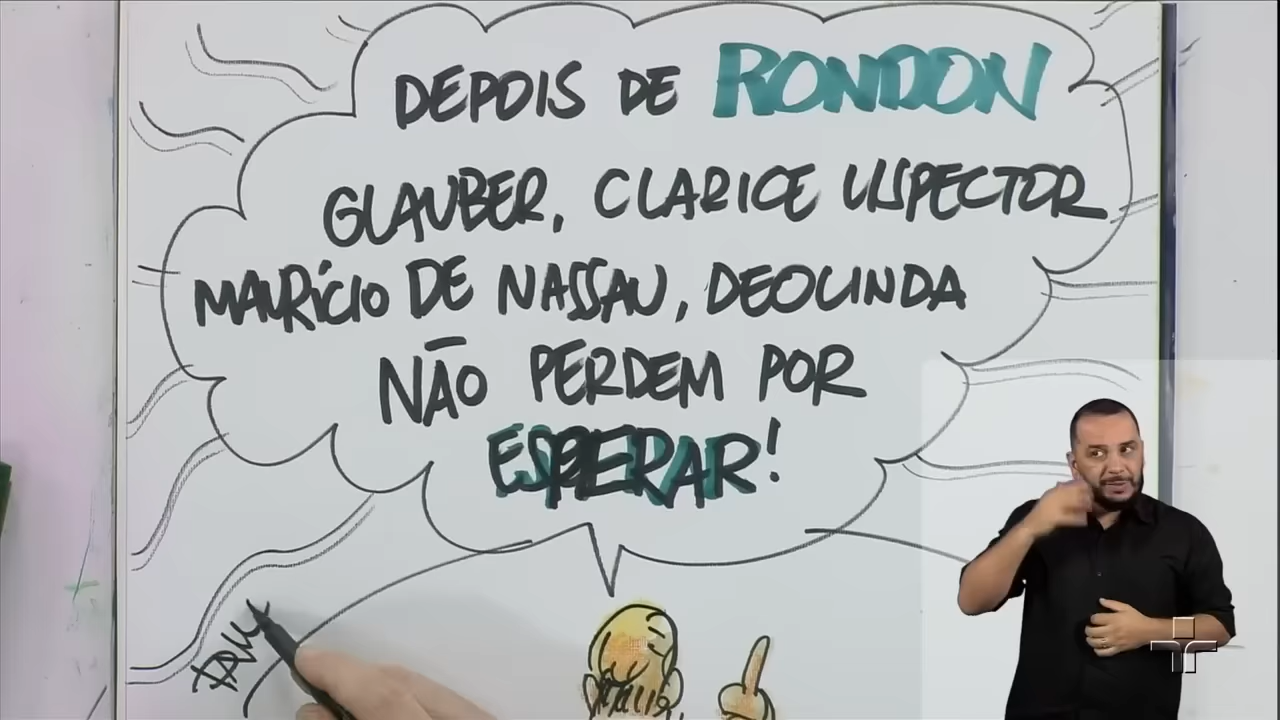 DEPOIS DE RONDON
GLAUBER, CLARICE LISPECTOR
MAURÍCIO DE NASSAU, DEOLINDA
NÃO PERDEM POR
ESPERAR!